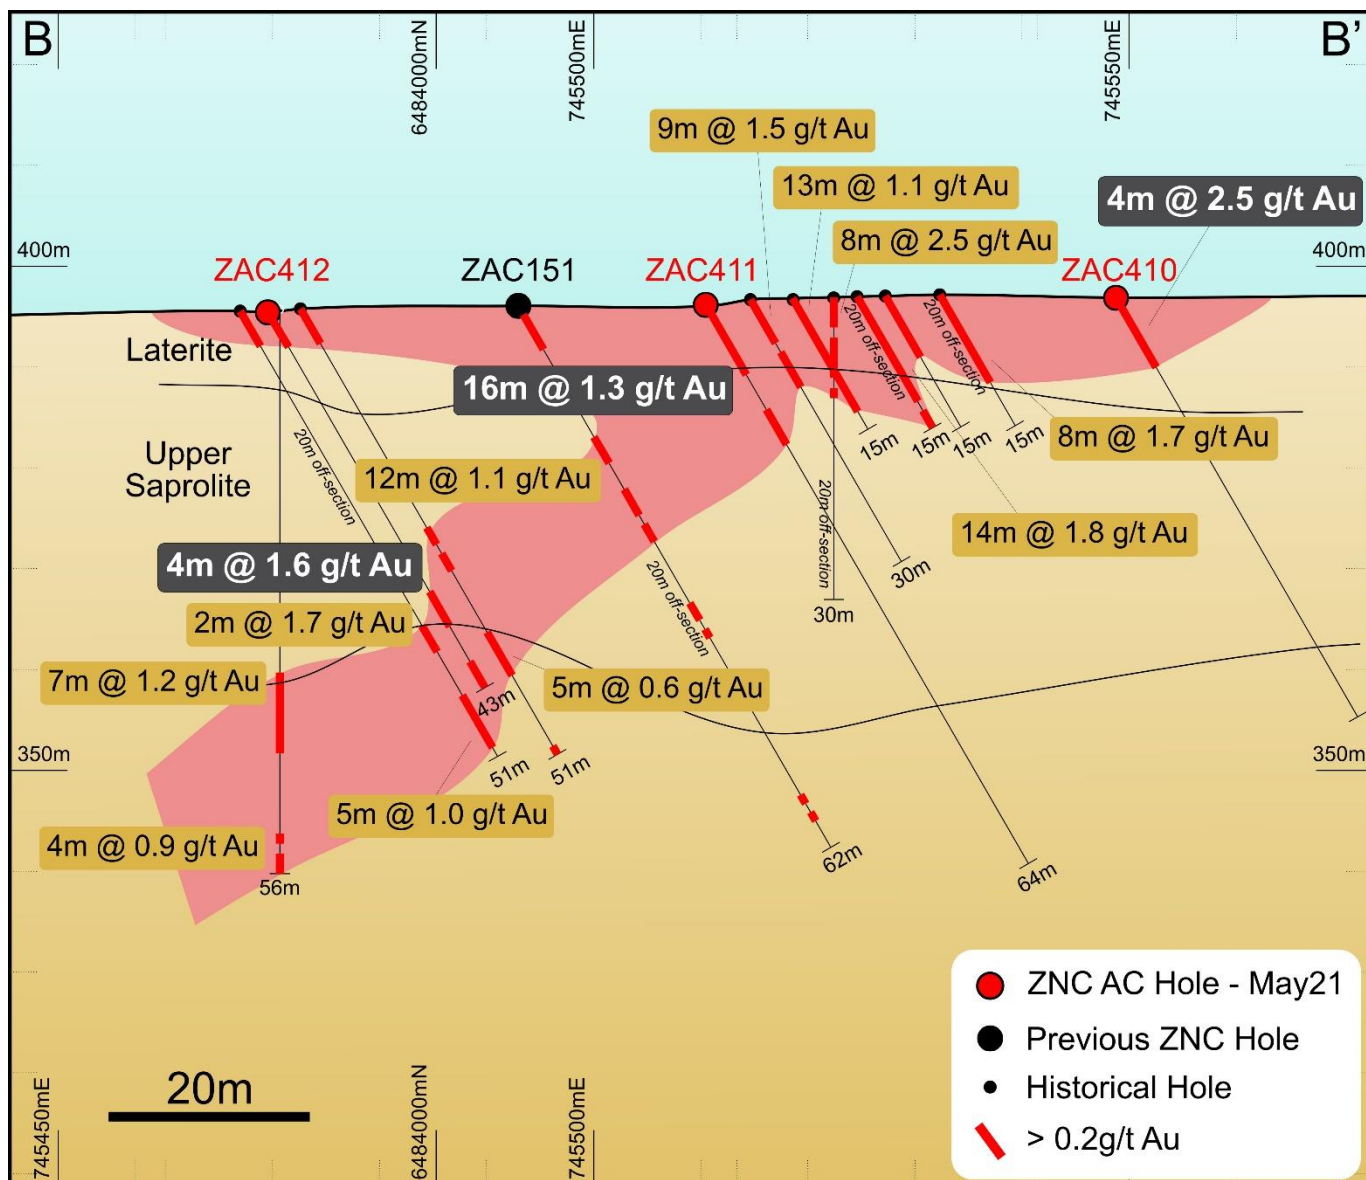 B
B'
6484000mN
745500mE
745550mE
9m @ 1.5 g/t Au
13m @ 1.1 g/t Au
4m @ 2.5 g/t Au
8m @ 2.5 g/t Au
400m
400m
ZAC412
ZAC151
ZAC411
ZAC410
Laterite
20m off-section
20m off-section
16m @ 1.3 g/t Au
15m
15m
15m
15m
8m @ 1.7 g/t Au
Upper
Saprolite
20m off-section
12m @ 1.1 g/t Au
20m off-section
14m @ 1.8 g/t Au
4m @ 1.6 g/t Au
20m off-section
30m
30m
2m @ 1.7 g/t Au
7m @ 1.2 g/t Au
5m @ 0.6 g/t Au
43m
51m
51m
350m
350m
5m @ 1.0 g/t Au
4m @ 0.9 g/t Au
56m
62m
64m
ZNC AC Hole - May21
Previous ZNC Hole
Historical Hole
> 0.2g/t Au
20m
745450mE
6484000mN
745500mE